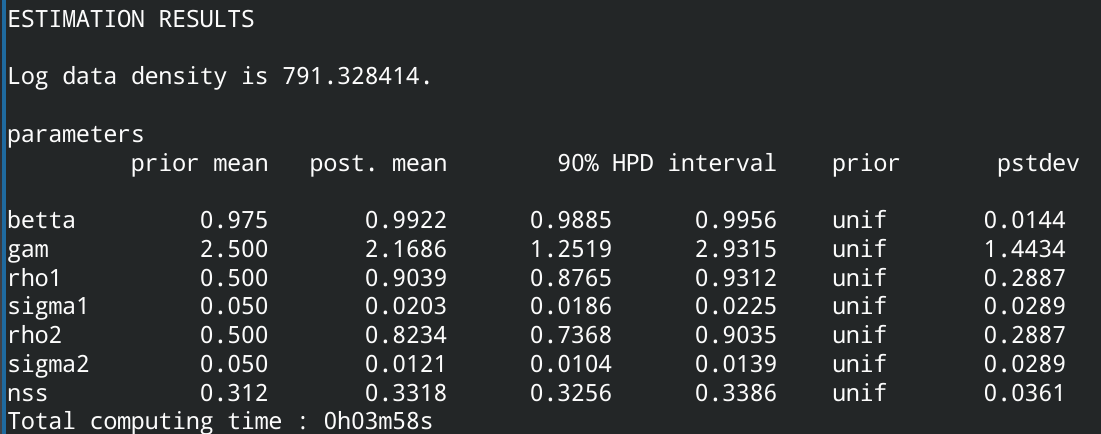 ESTIMATION RESULTS
Log data density is 791.328414.
parameters
prior mean post. mean 90% HPD interval prior pstdev
betta 0.975 0.9922 0.9885 0.9956 unif 0.0144
gam 2.500 2.1686 1.2519 2.9315 unif 1.4434
rho1 0.500 0.9039 0.8765 0.9312 unif 0.2887
sigma1 0.050 0.0203 0.0186 0.0225 unif 0.0289
rho2 0.500 0.8234 0.7368 0.9035 unif 0.2887
sigma2 0.050 0.0121 0.0104 0.0139 unif 0.0289
nss 0.312 0.3318 0.3256 0.3386 unif 0.0361
Total computing time : 0h03m58s